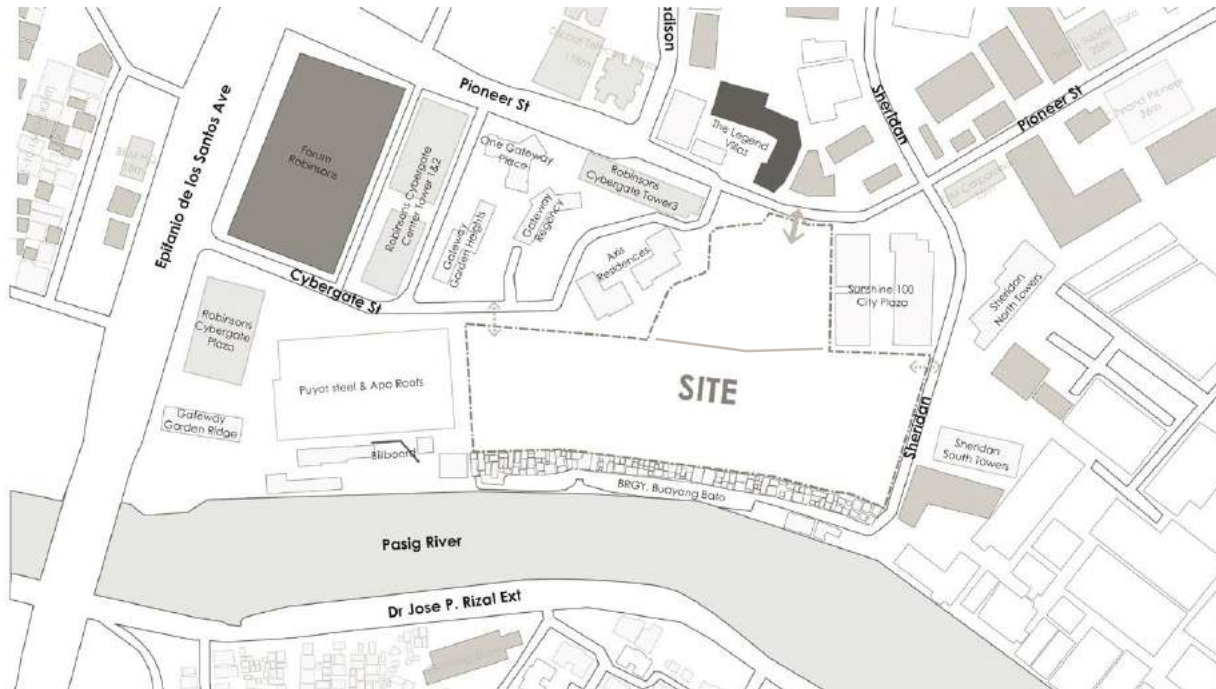 Madison
Pioneer St
Sheridan
Pioneer St
Epifanio de los Santos Ave
Forum
Robinsons
Robinsons Cybergate
Center Tower 1&2
One Gateway
Place
Gateway
Regency
Gateway
Garden Heights
Robinsons
Cybergate Tower3
The Legend
Villas
Axis
Residences
Sunshine 100
City Plaza
Sheridan
North Towers
Cybergate St
Robinsons
Cybergate
Plaza
Puyat steel & Apo Roofs
SITE
Gateway
Garden Ridge
Billboard
Sheridan
Sheridan
South Towers
BRGY. Buayang Bato
Pasig River
Dr Jose P. Rizal Ext